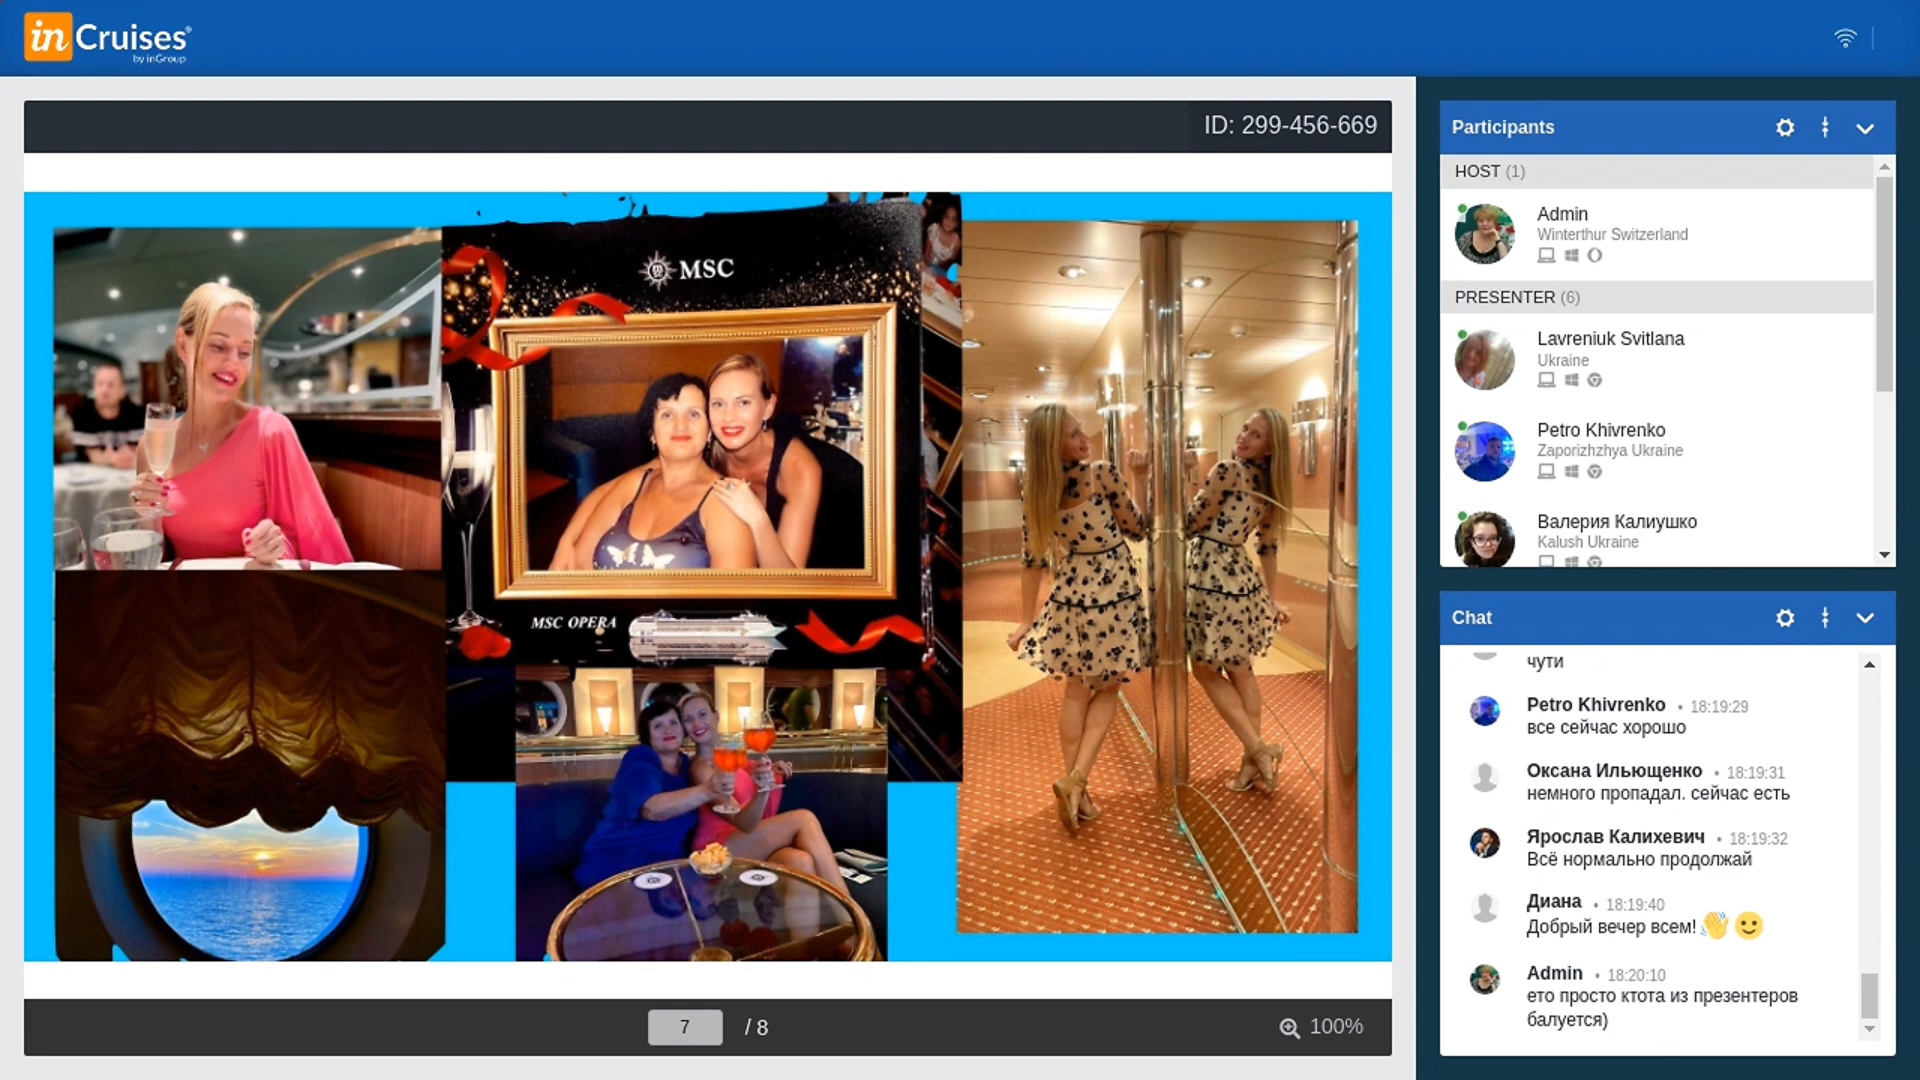 in Cruises®
by inGroup
ID: 299-456-669
MSC
MSC OPERA
7 / 8
100%
Participants
HOST (1)
Admin
Winterthur Switzerland
PRESENTER (6)
Lavreniuk Svitlana
Ukraine
Petro Khivrenko
Zaporizhzhya Ukraine
Валерия Калиушко
Kalush Ukraine
Chat
чути
Petro Khivrenko • 18:19:29
все сейчас хорошо
Оксана Ильющенко • 18:19:31
немного пропадал. сейчас есть
Ярослав Калихевич • 18:19:32
Всё нормально продолжай
Диана • 18:19:40
Добрый вечер всем!👋🙂
Admin • 18:20:10
ето просто ктота из презентеров
балуется)